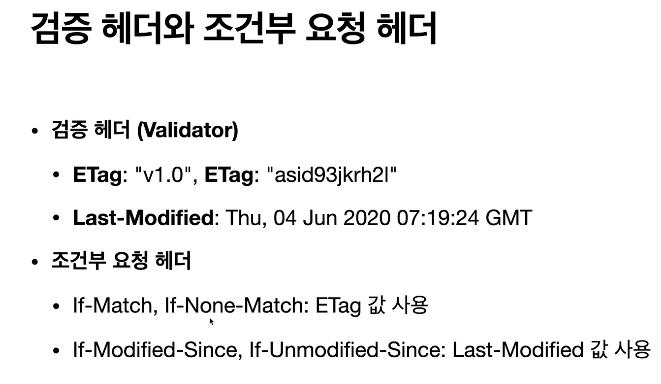 검증 헤더와 조건부 요청 헤더
• 검증 헤더 (Validator)
• ETag: "v1.0", ETag: "asid93jkrh2l"
• Last-Modified: Thu, 04 Jun 2020 07:19:24 GMT
• 조건부 요청 헤더
• If-Match, If-None-Match: ETag 값 사용
• If-Modified-Since, If-Unmodified-Since: Last-Modified 값 사용